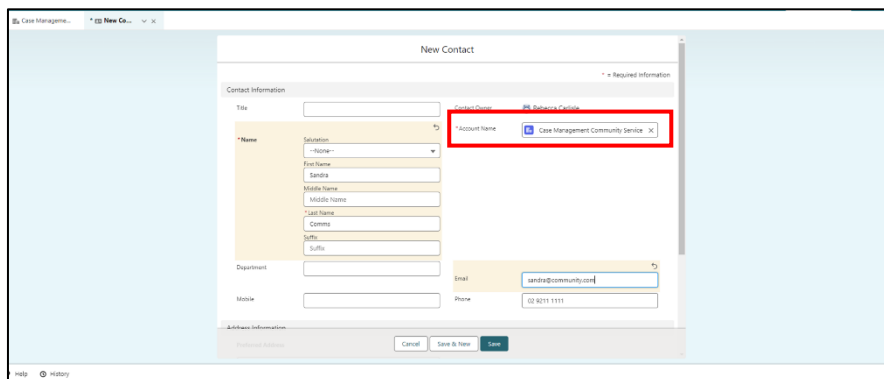 Case Manageme...
* New Co...
New Contact
* = Required Information
Contact Information
Title
Contact Owner
Rebecca Carlisle
*Account Name
Case Management Community Service
*Name
Salutation
--None--
First Name
Sandra
Middle Name
Middle Name
*Last Name
Comms
Suffix
Suffix
Department
Email
sandra@community.com
Mobile
Phone
02 9211 1111
Address Information
Preferred Address
Cancel
Save & New
Save
Help
History